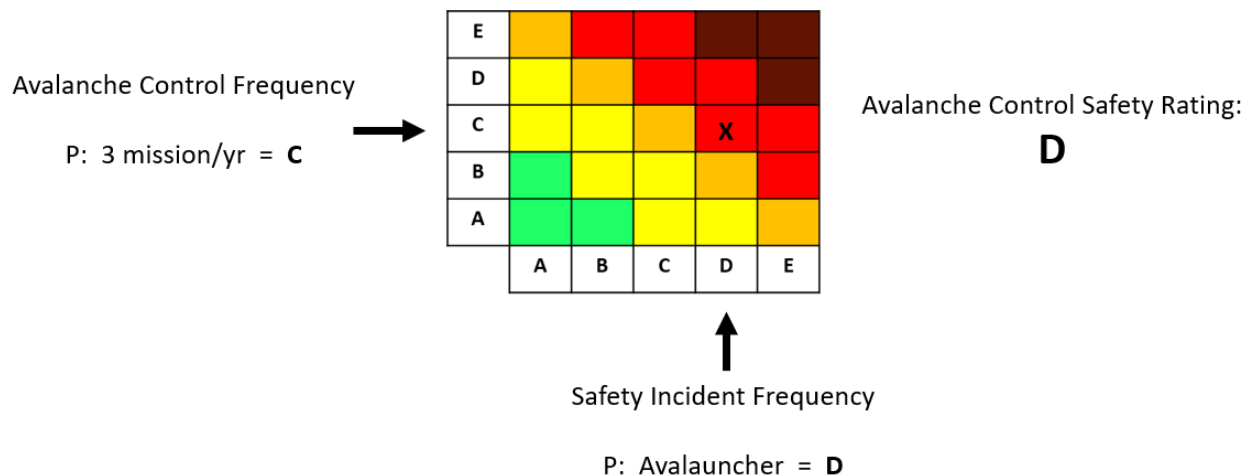 E
Avalanche Control Frequency
D
Avalanche Control Safety Rating:
P: 3 mission/yr = C
C
X
D
B
A
A B C D E
Safety Incident Frequency
P: Avalauncher = D